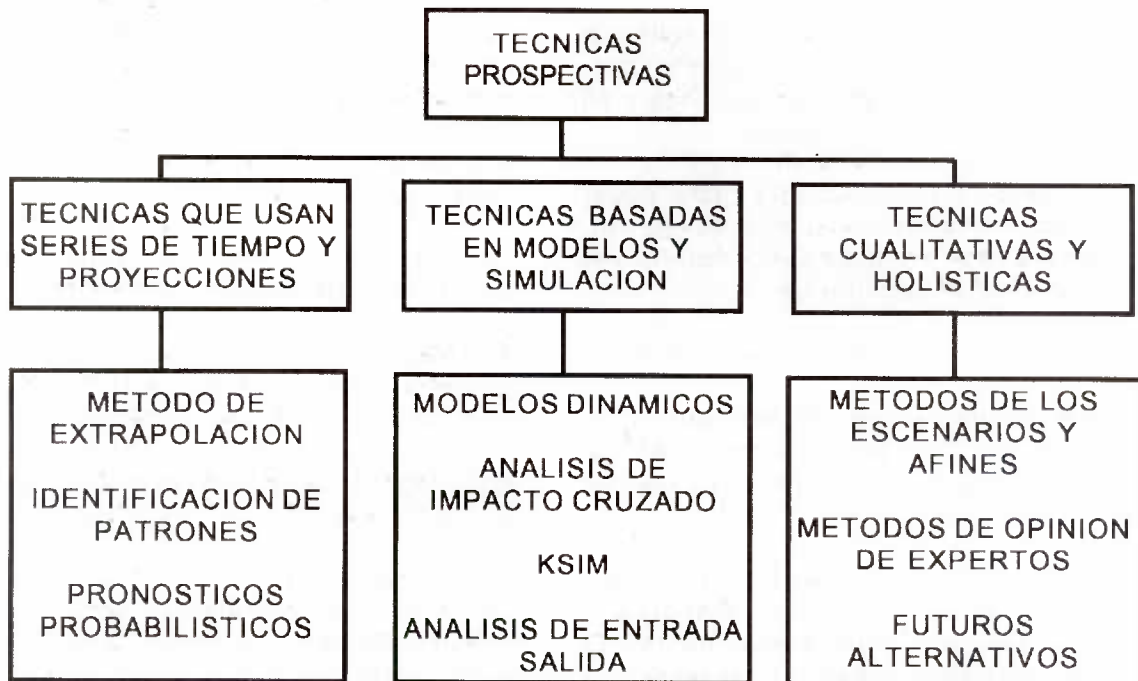 TECNICAS
PROSPECTIVAS
TECNICAS QUE USAN
SERIES DE TIEMPO Y
PROYECCIONES
TECNICAS BASADAS
EN MODELOS Y
SIMULACION
TECNICAS
CUALITATIVAS Y
HOLISTICAS
METODO DE
EXTRAPOLACION
IDENTIFICACION DE
PATRONES
PRONOSTICOS
PROBABILISTICOS
MODELOS DINAMICOS
ANALISIS DE
IMPACTO CRUZADO
KSIM
ANALISIS DE ENTRADA
SALIDA
METODOS DE LOS
ESCENARIOS Y
AFINES
METODOS DE OPINION
DE EXPERTOS
FUTUROS
ALTERNATIVOS